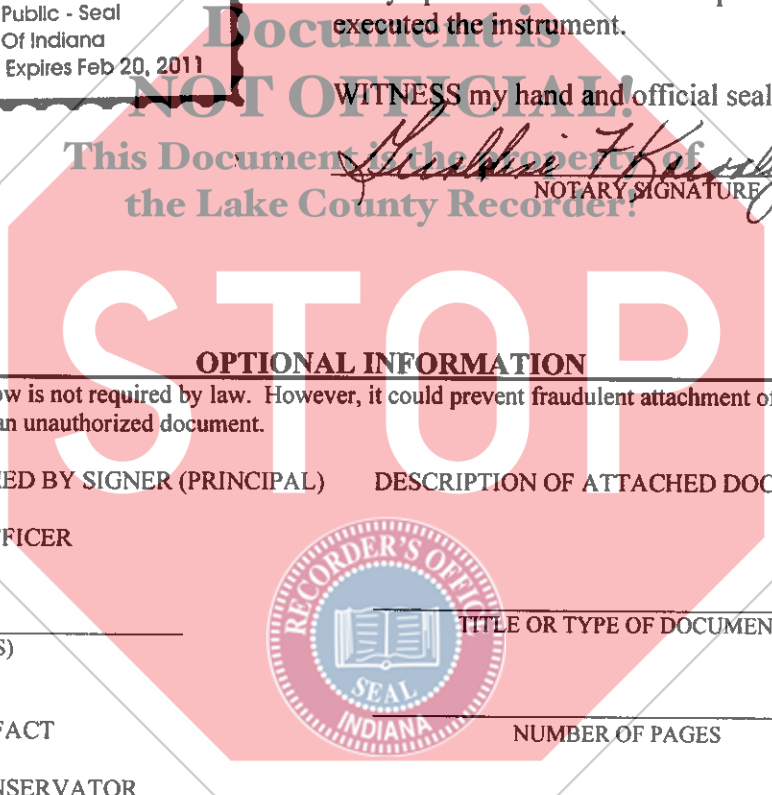 Public - Seal
Of Indiana
Expires Feb 20, 2011
executed the instrument.
Document is
NOT OFFICIAL!
WITNESS my hand and official seal
This Document is the property of
the Lake County Recorder!
NOTARY SIGNATURE
STOP
OPTIONAL INFORMATION
ow is not required by law. However, it could prevent fraudulent attachment of
an unauthorized document.
ED BY SIGNER (PRINCIPAL)
DESCRIPTION OF ATTACHED DOC
FFICER
S)
TITLE OR TYPE OF DOCUMEN
RECORDER'S OFFICE
SEAL
INDIANA
FACT
NUMBER OF PAGES
NSERVATOR